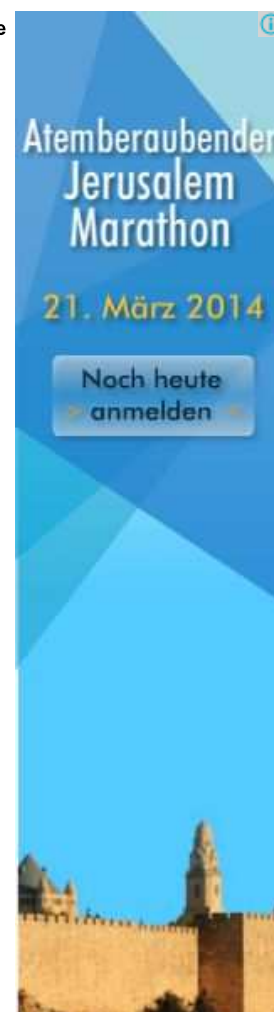 e
Atemberaubender
Jerusalem
Marathon
21. März 2014
Noch heute
> anmelden <